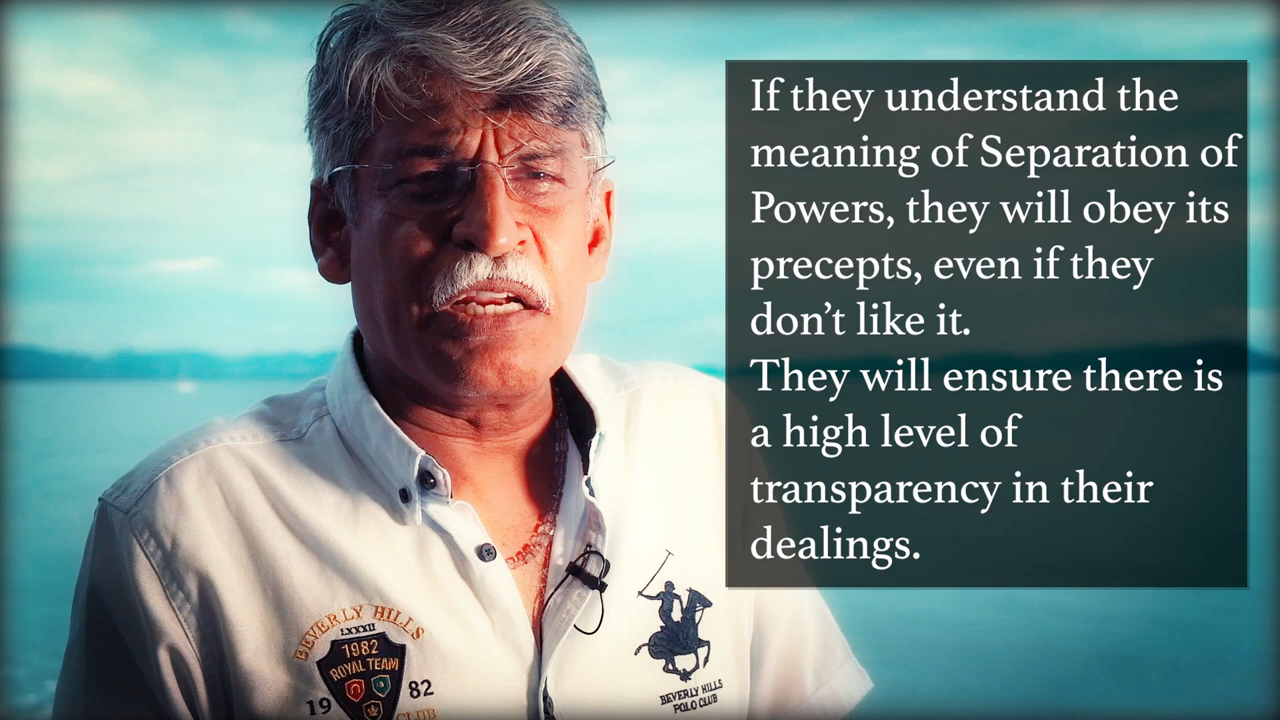 If they understand the
meaning of Separation of
Powers, they will obey its
precepts, even if they
don’t like it.
They will ensure there is
a high level of
transparency in their
dealings.
BEVERLY HILLS
LXXXII
1982
ROYAL TEAM
19 82
CLUB
BEVERLY HILLS
POLO CLUB